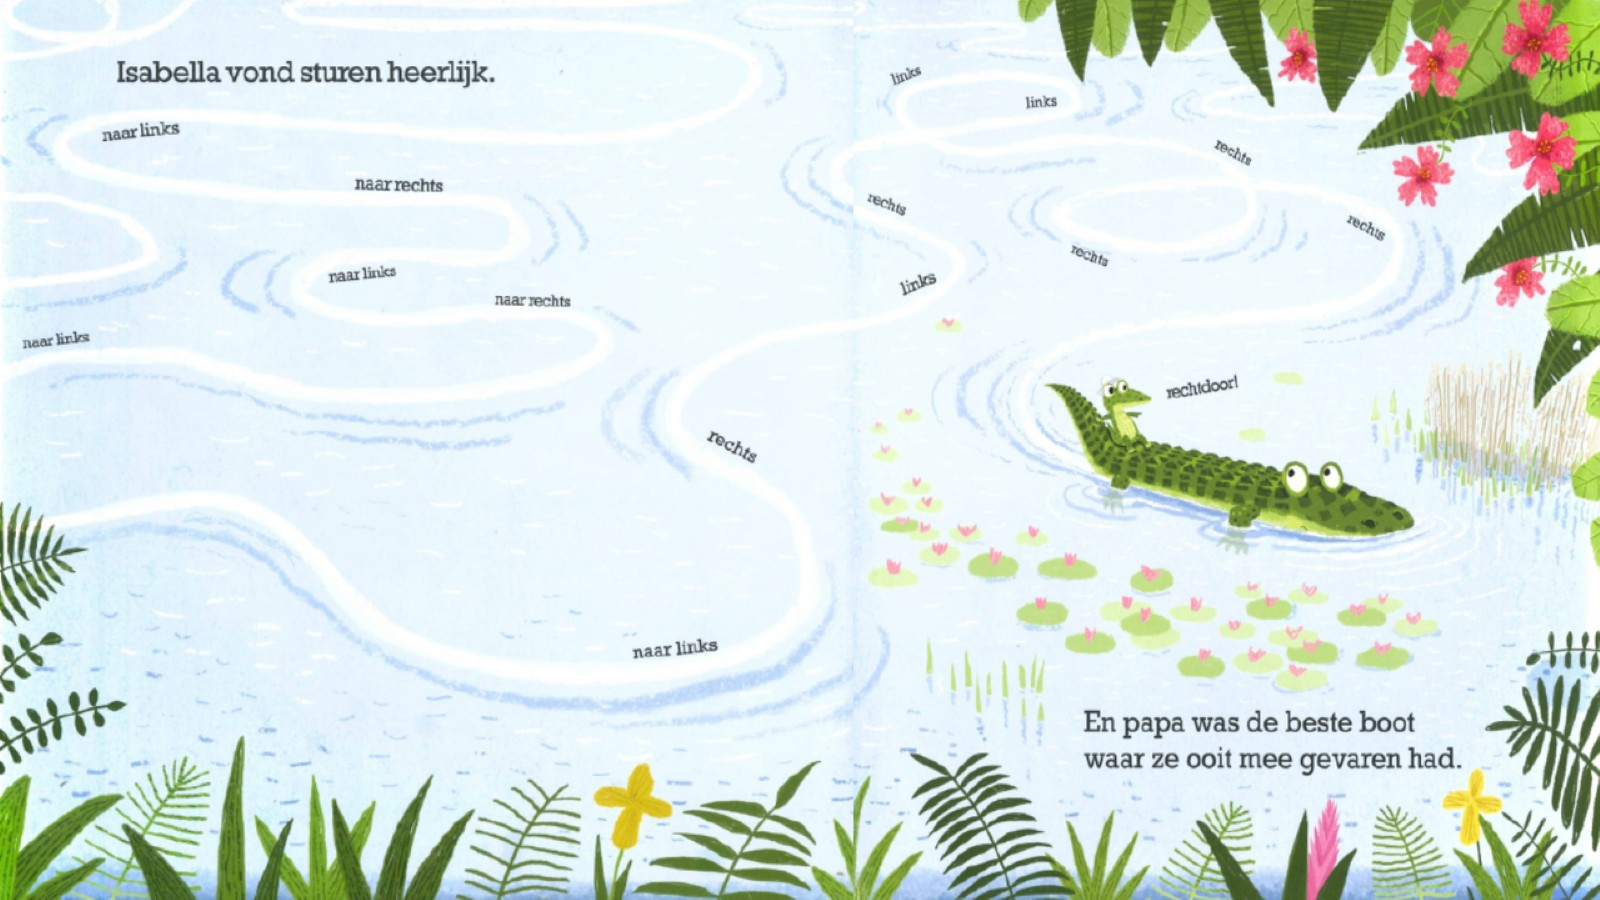 Isabella vond sturen heerlijk.
naar links
naar rechts
naar links
naar rechts
naar links
rechts
naar links
links
links
rechts
rechts
rechts
rechts
links
rechtdoor!
En papa was de beste boot
waar ze ooit mee gevaren had.